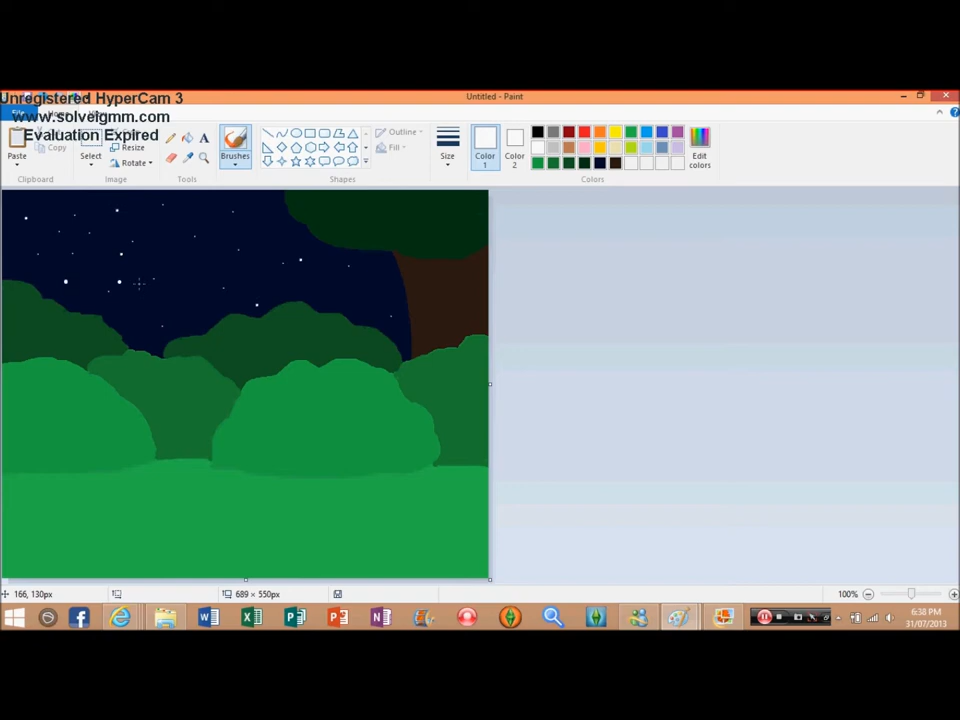 Unregistered HyperCam 3
www.solveigmm.com
Evaluation Expired
Untitled - Paint
File
Paste
Copy
Select
Resize
Rotate
Brushes
Outline
Fill
Size
Color 1
Color 2
Edit colors
Clipboard
Image
Tools
Shapes
Colors
166, 130px
689 × 550px
100%
6:38 PM
31/07/2013